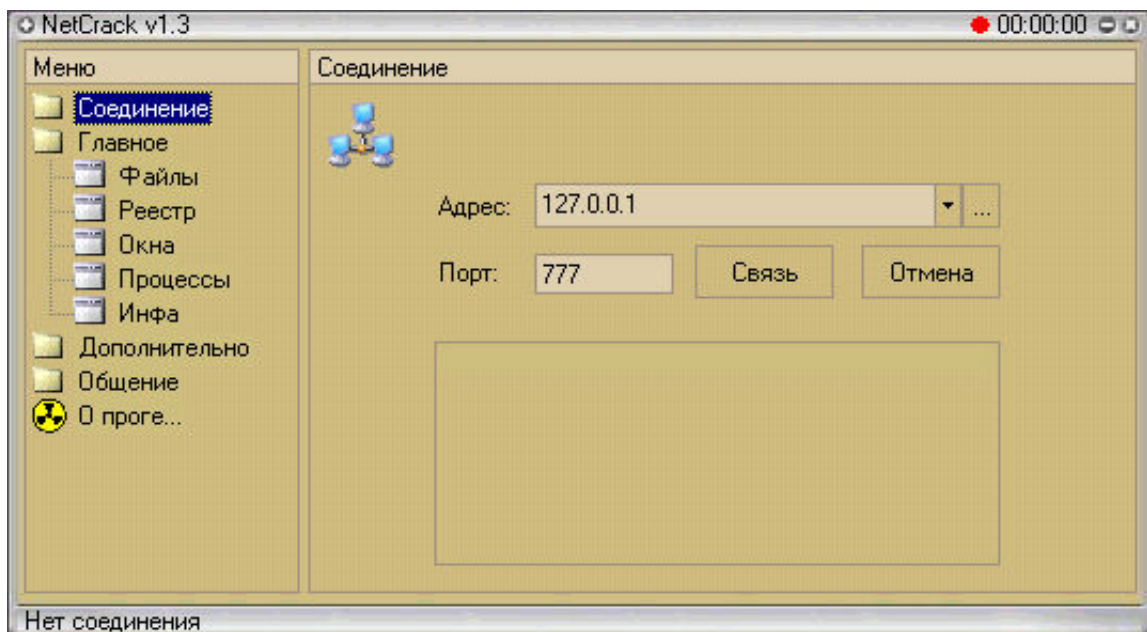 NetCrack v1.3
00:00:00
Меню
Соединение
Главное
Файлы
Реестр
Окна
Процессы
Инфа
Дополнительно
Общение
О проге...
Соединение
Адрес: 127.0.0.1 ...
Порт: 777 Связь Отмена
Нет соединения